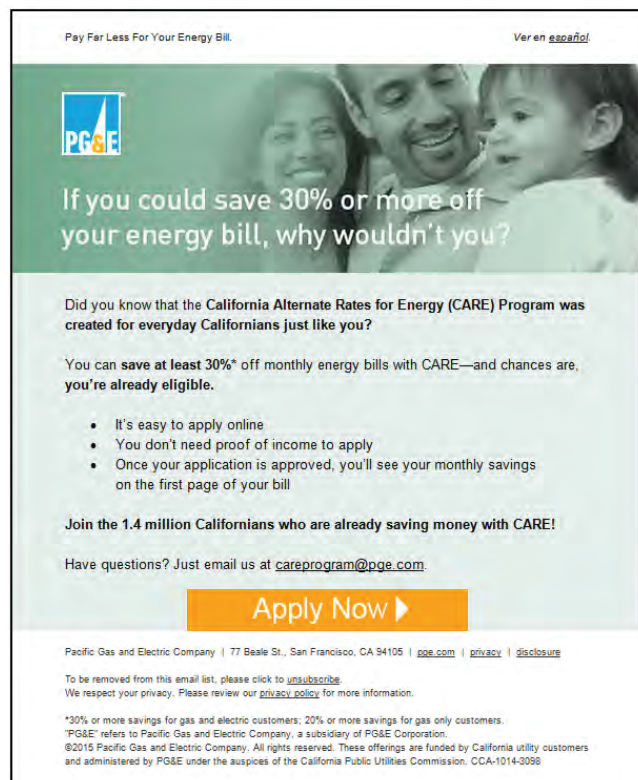 Pay Far Less For Your Energy Bill.
Ver en español.
PG&E
If you could save 30% or more off
your energy bill, why wouldn't you?
Did you know that the California Alternate Rates for Energy (CARE) Program was
created for everyday Californians just like you?
You can save at least 30%* off monthly energy bills with CARE—and chances are,
you're already eligible.
• It's easy to apply online
• You don't need proof of income to apply
• Once your application is approved, you'll see your monthly savings
on the first page of your bill
Join the 1.4 million Californians who are already saving money with CARE!
Have questions? Just email us at careprogram@pge.com.
Apply Now
Pacific Gas and Electric Company | 77 Beale St., San Francisco, CA 94105 | pge.com | privacy | disclosure
To be removed from this email list, please click to unsubscribe.
We respect your privacy. Please review our privacy policy for more information.
*30% or more savings for gas and electric customers; 20% or more savings for gas only customers.
"PG&E" refers to Pacific Gas and Electric Company, a subsidiary of PG&E Corporation.
©2015 Pacific Gas and Electric Company. All rights reserved. These offerings are funded by California utility customers
and administered by PG&E under the auspices of the California Public Utilities Commission. CCA-1014-3098